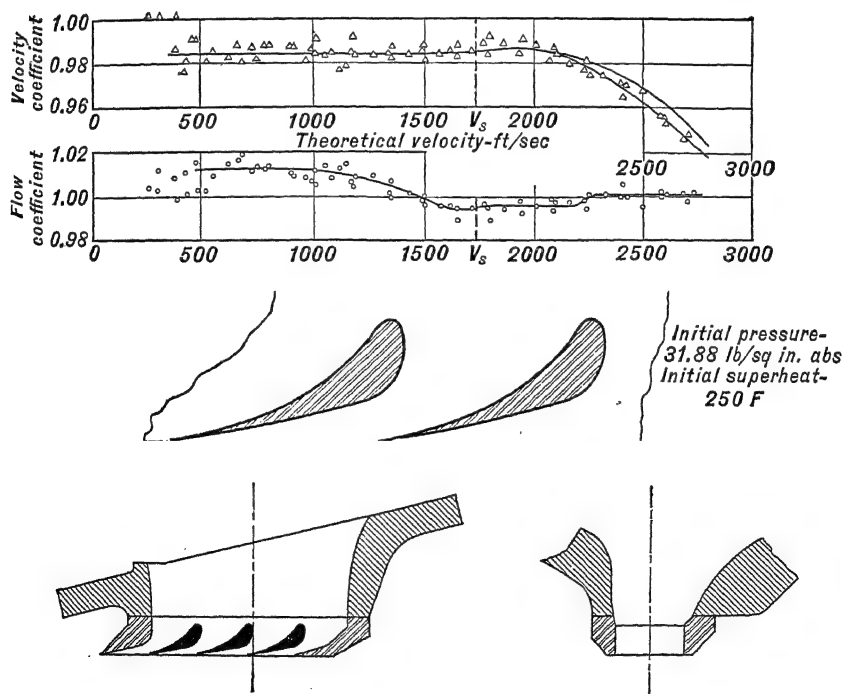 1.00
0.98
0.96
Velocity
coefficient
0 500 1000 1500 Vs 2000
Theoretical velocity-ft/sec
2500 3000
1.02
1.00
0.98
Flow
coefficient
0 500 1000 1500 Vs 2000 2500 3000
Initial pressure-
31.88 lb/sq in. abs
Initial superheat-
250 F